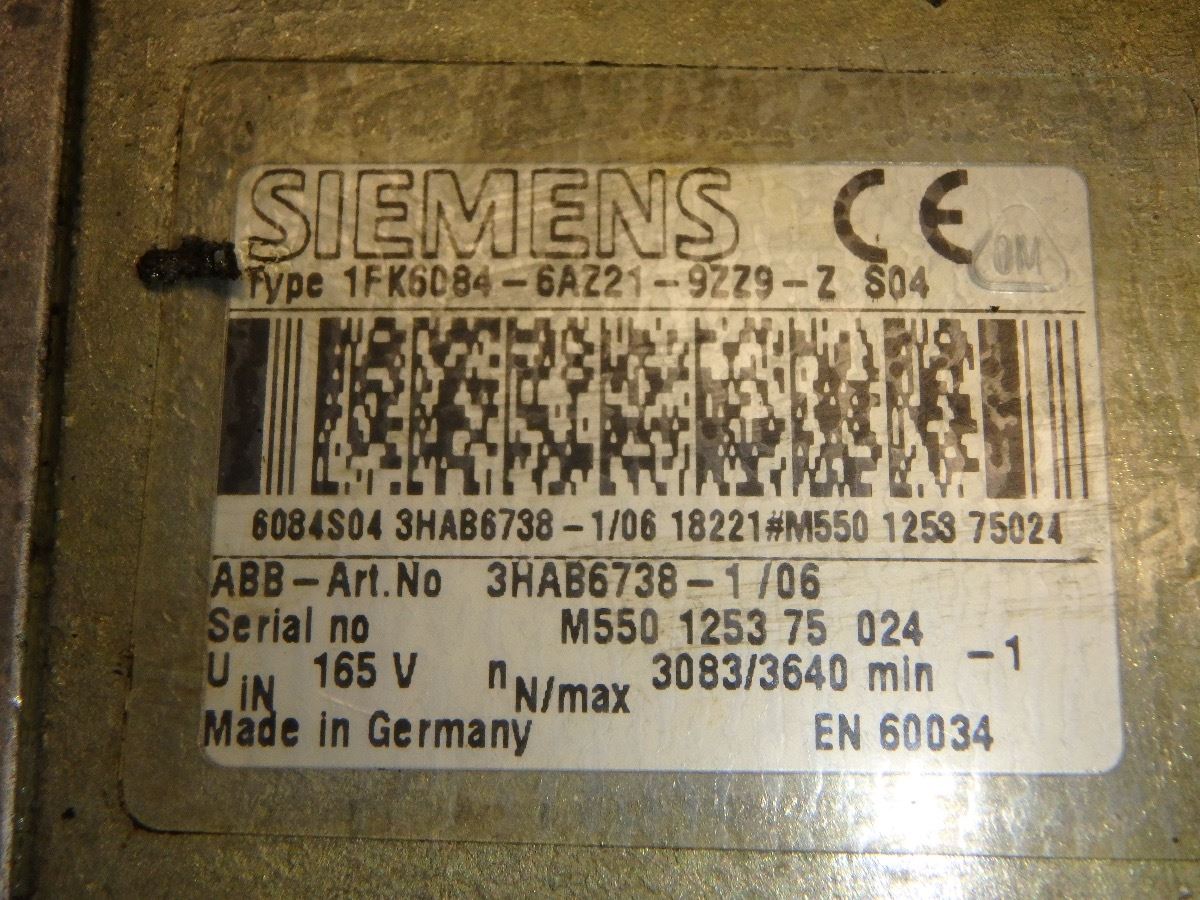 SIEMENS CE
QM
Type 1FK6084-6AZ21-9ZZ9-Z S04
6084S04 3HAB6738-1/06 18221#M550 1253 75024
ABB-Art.No 3HAB6738-1/06
Serial no M550 1253 75 024
U IN 165 V n N/max 3083/3640 min -1
Made in Germany EN 60034